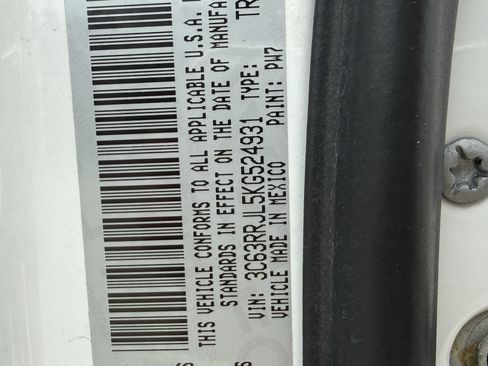 THIS VEHICLE CONFORMS TO ALL APPLICABLE U.S.A.
STANDARDS IN EFFECT ON THE DATE OF MANUFA
VIN: 3C63RRJL5KG524931 TYPE: TR
VEHICLE MADE IN MEXICO PAINT: PW7